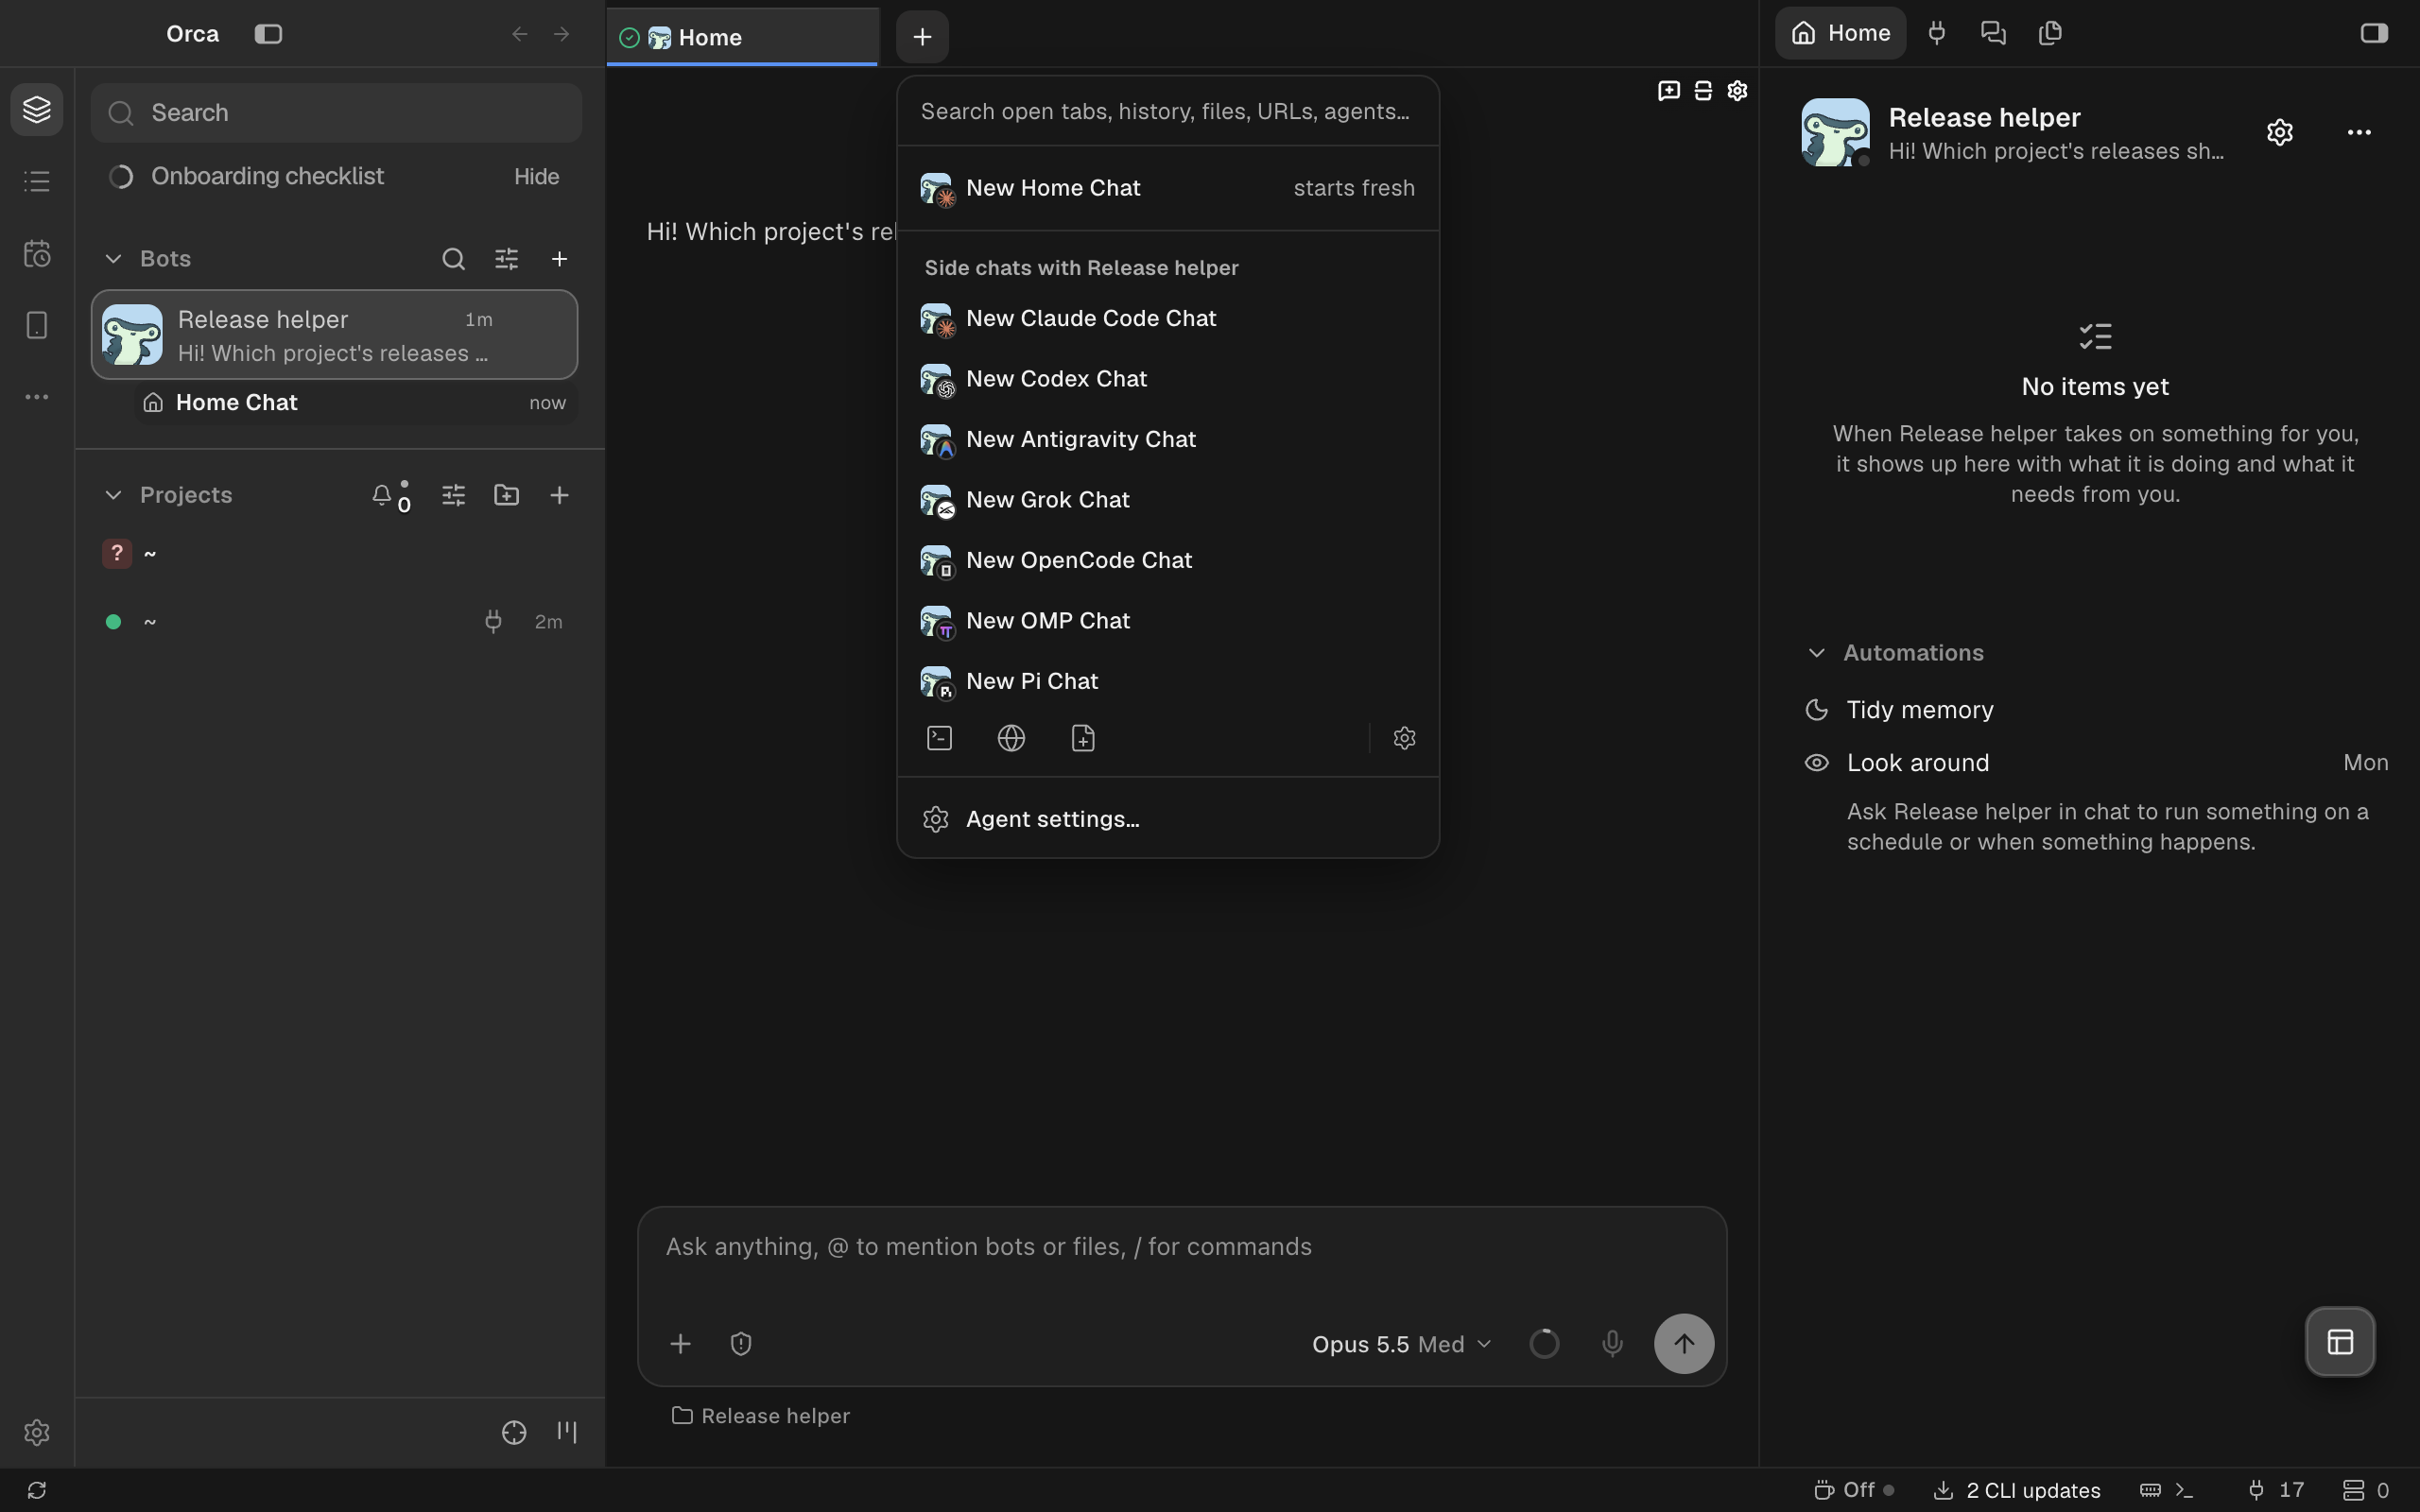 Orca
Home
Home
Search
Onboarding checklist
Hide
Bots
Release helper
1m
Hi! Which project's releases ...
Home Chat
now
Projects
0
?
~
~
2m
Search open tabs, history, files, URLs, agents...
New Home Chat
starts fresh
Hi! Which project's rel
Side chats with Release helper
New Claude Code Chat
New Codex Chat
New Antigravity Chat
New Grok Chat
New OpenCode Chat
New OMP Chat
New Pi Chat
Agent settings...
Ask anything, @ to mention bots or files, / for commands
Opus 5.5 Med
Release helper
Release helper
Hi! Which project's releases sh...
No items yet
When Release helper takes on something for you,
it shows up here with what it is doing and what it
needs from you.
Automations
Tidy memory
Look around
Mon
Ask Release helper in chat to run something on a
schedule or when something happens.
Off
2 CLI updates
17
0